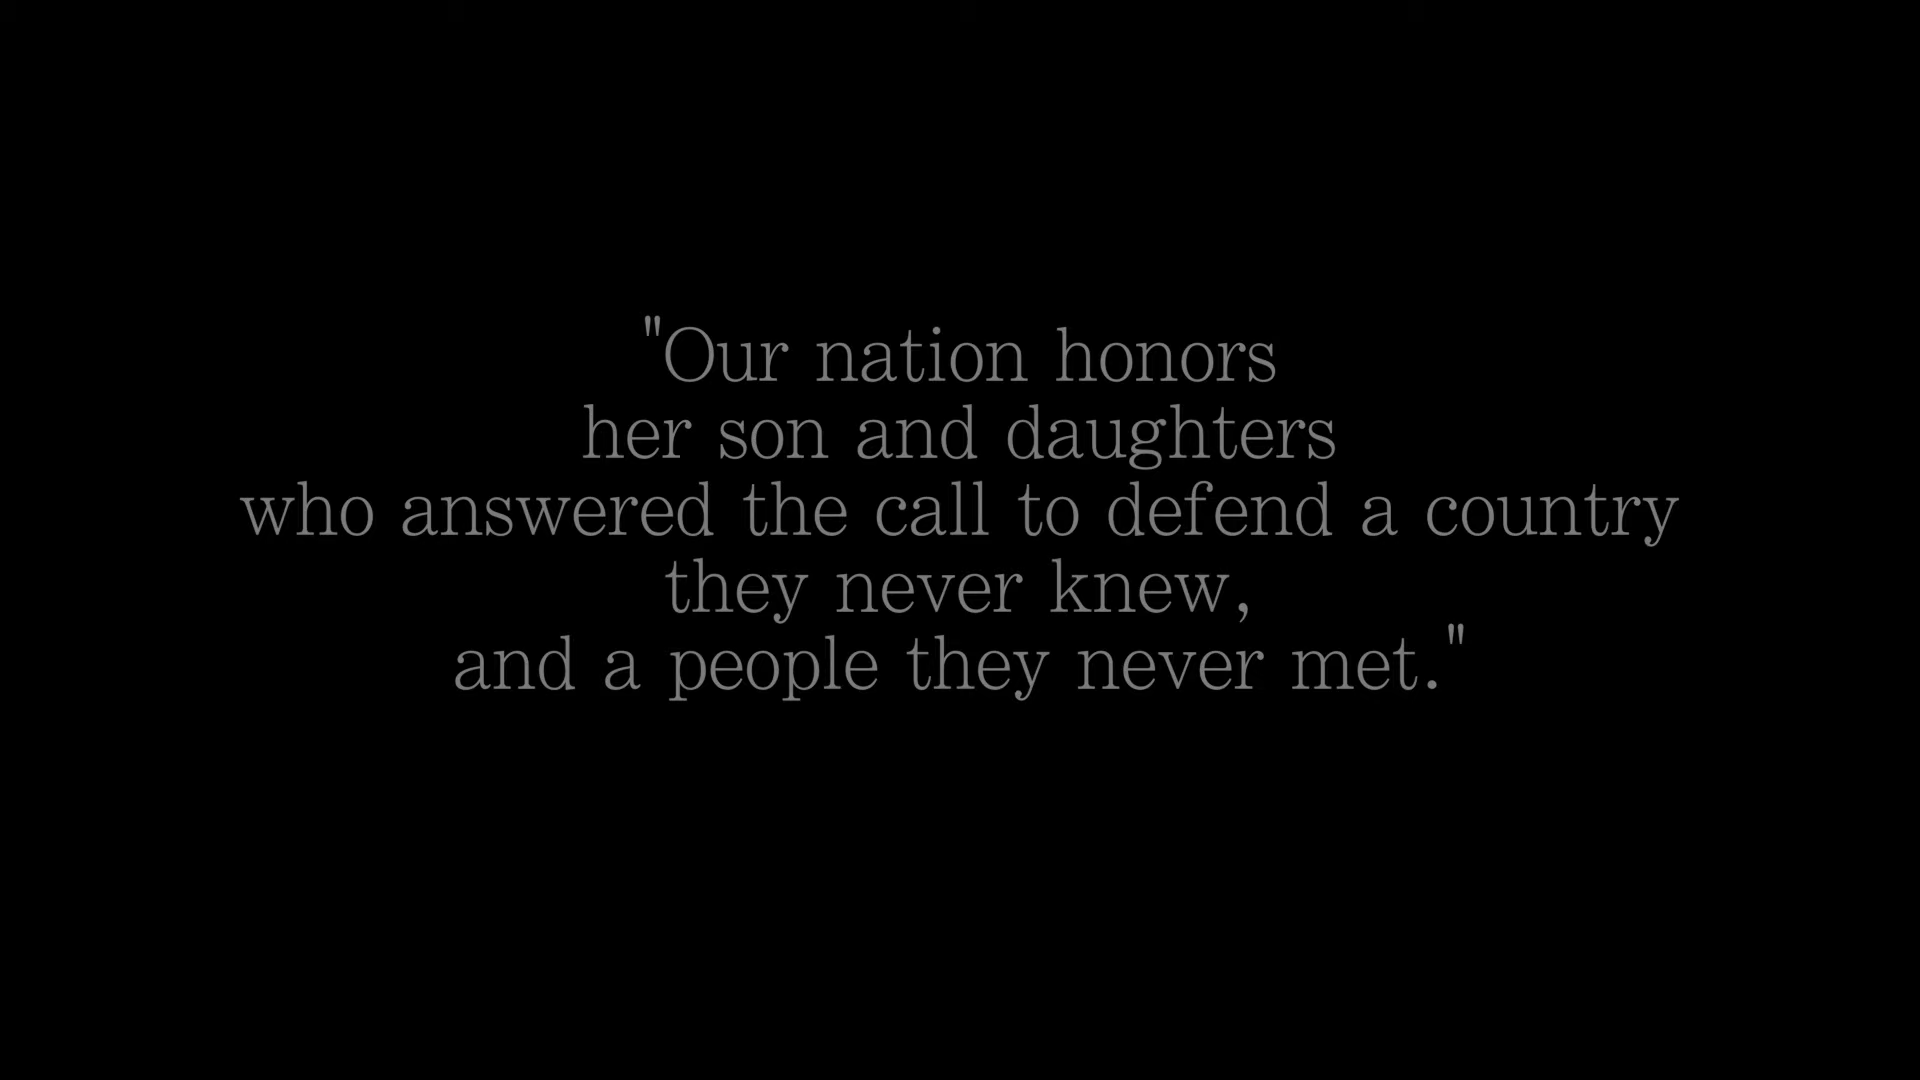 "Our nation honors
her son and daughters
who answered the call to defend a country
they never knew,
and a people they never met."